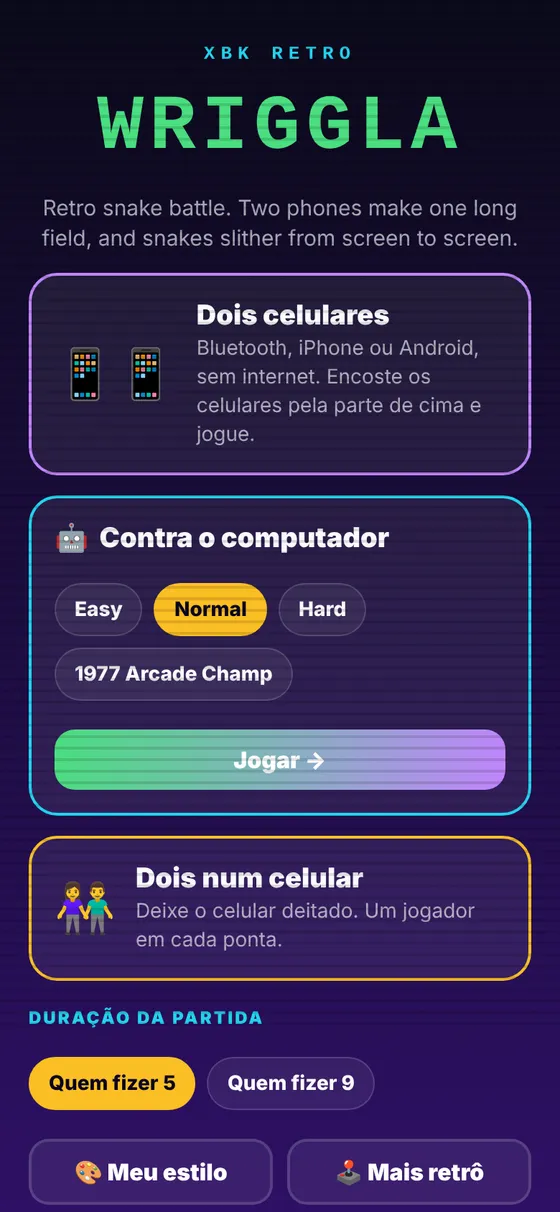 XBK RETRO
WRIGGLA
Retro snake battle. Two phones make one long
field, and snakes slither from screen to screen.
Dois celulares
Bluetooth, iPhone ou Android,
sem internet. Encoste os
celulares pela parte de cima e
jogue.
Contra o computador
Easy
Normal
Hard
1977 Arcade Champ
Jogar →
Dois num celular
Deixe o celular deitado. Um jogador
em cada ponta.
DURAÇÃO DA PARTIDA
Quem fizer 5
Quem fizer 9
Meu estilo
Mais retrô